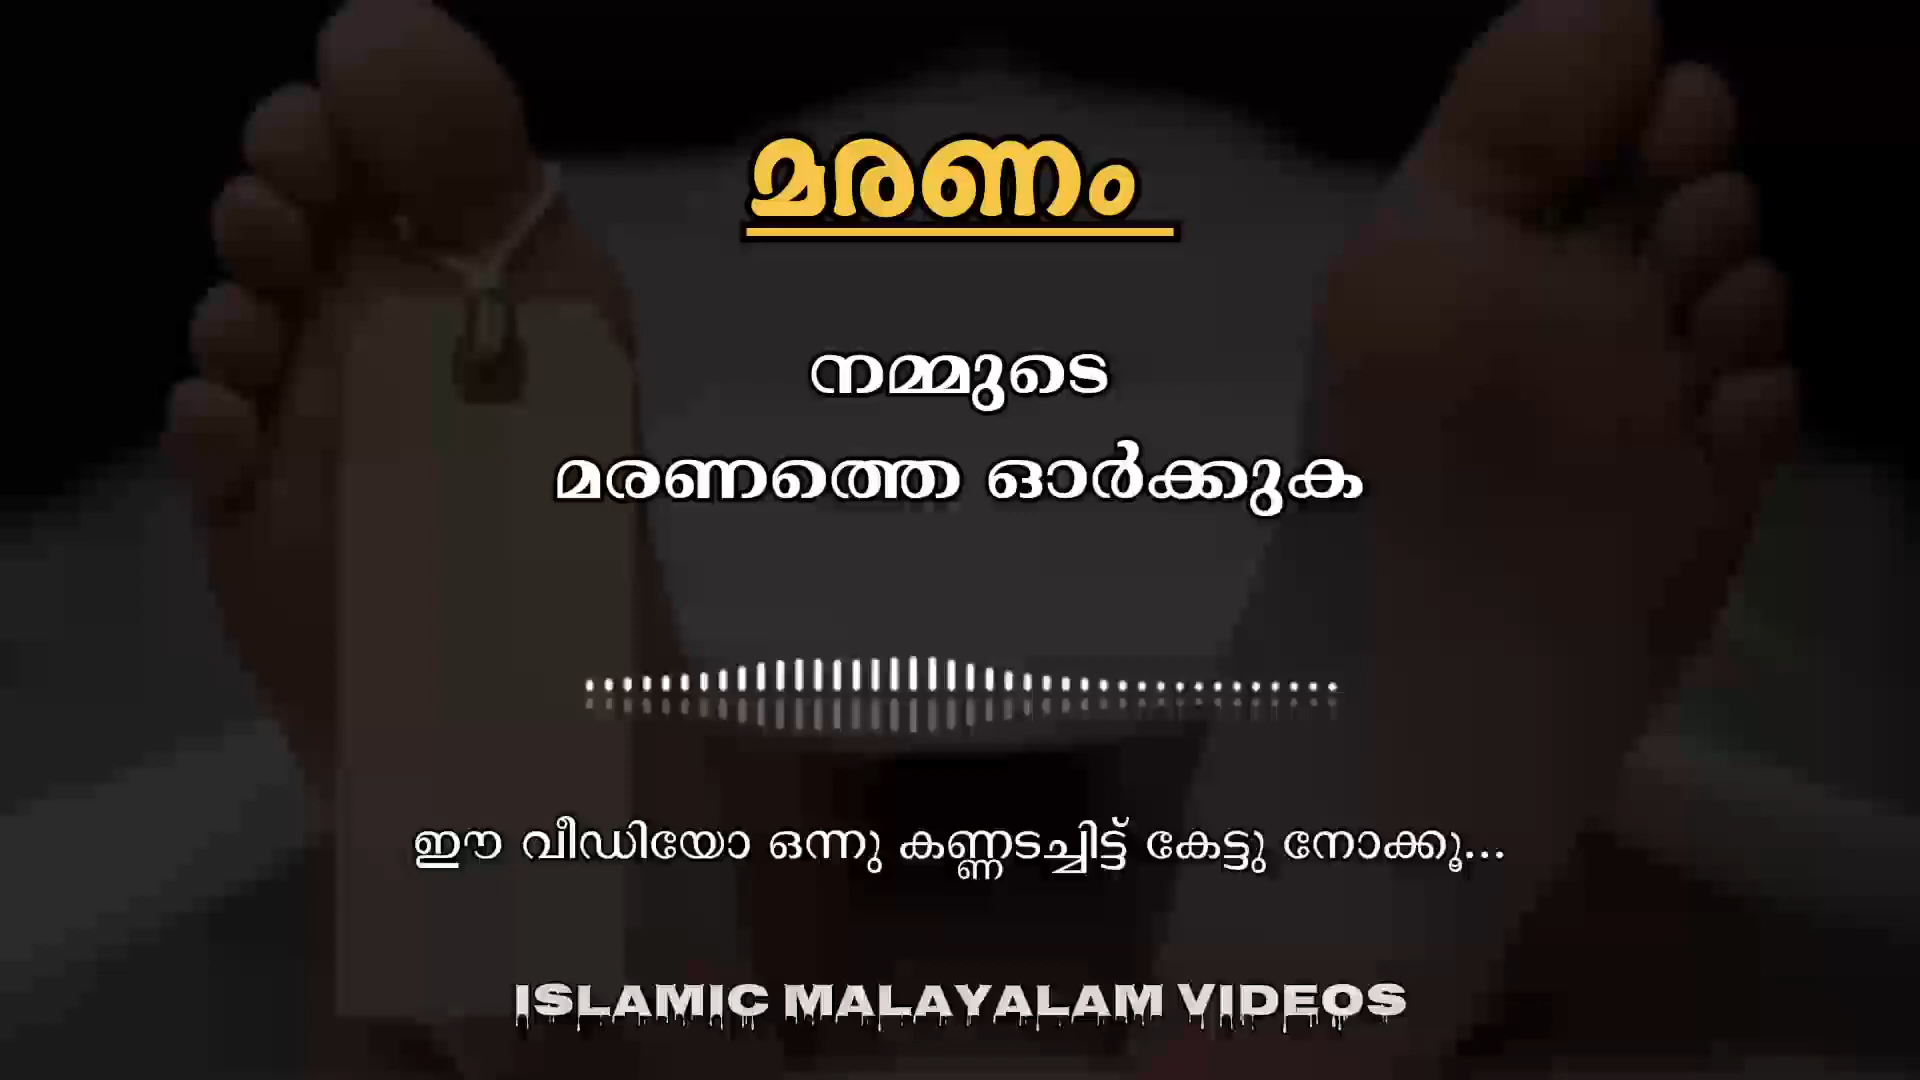 മരണം
നമ്മുടെ
മരണത്തെ ഓർക്കുക
ഈ വീഡിയോ ഒന്നു കണ്ണടച്ചിട്ട് കേട്ടു നോക്കൂ...
ISLAMIC MALAYALAM VIDEOS